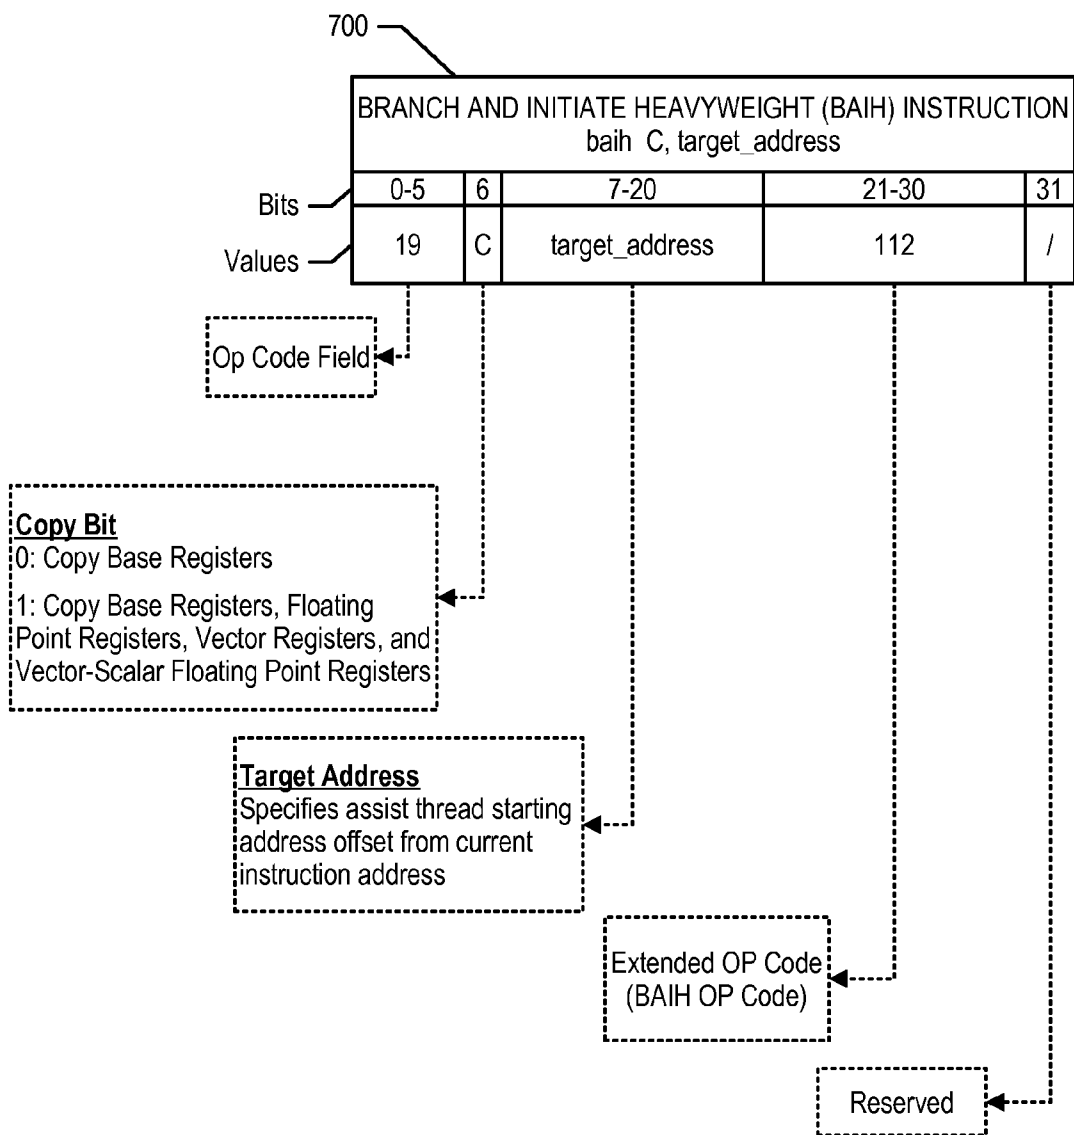 700
BRANCH AND INITIATE HEAVYWEIGHT (BAIH) INSTRUCTION
baih C, target_address
Bits 0-5 6 7-20 21-30 31
Values 19 C target_address 112 /
Op Code Field
Copy Bit
0: Copy Base Registers
1: Copy Base Registers, Floating
Point Registers, Vector Registers, and
Vector-Scalar Floating Point Registers
Target Address
Specifies assist thread starting
address offset from current
instruction address
Extended OP Code
(BAIH OP Code)
Reserved